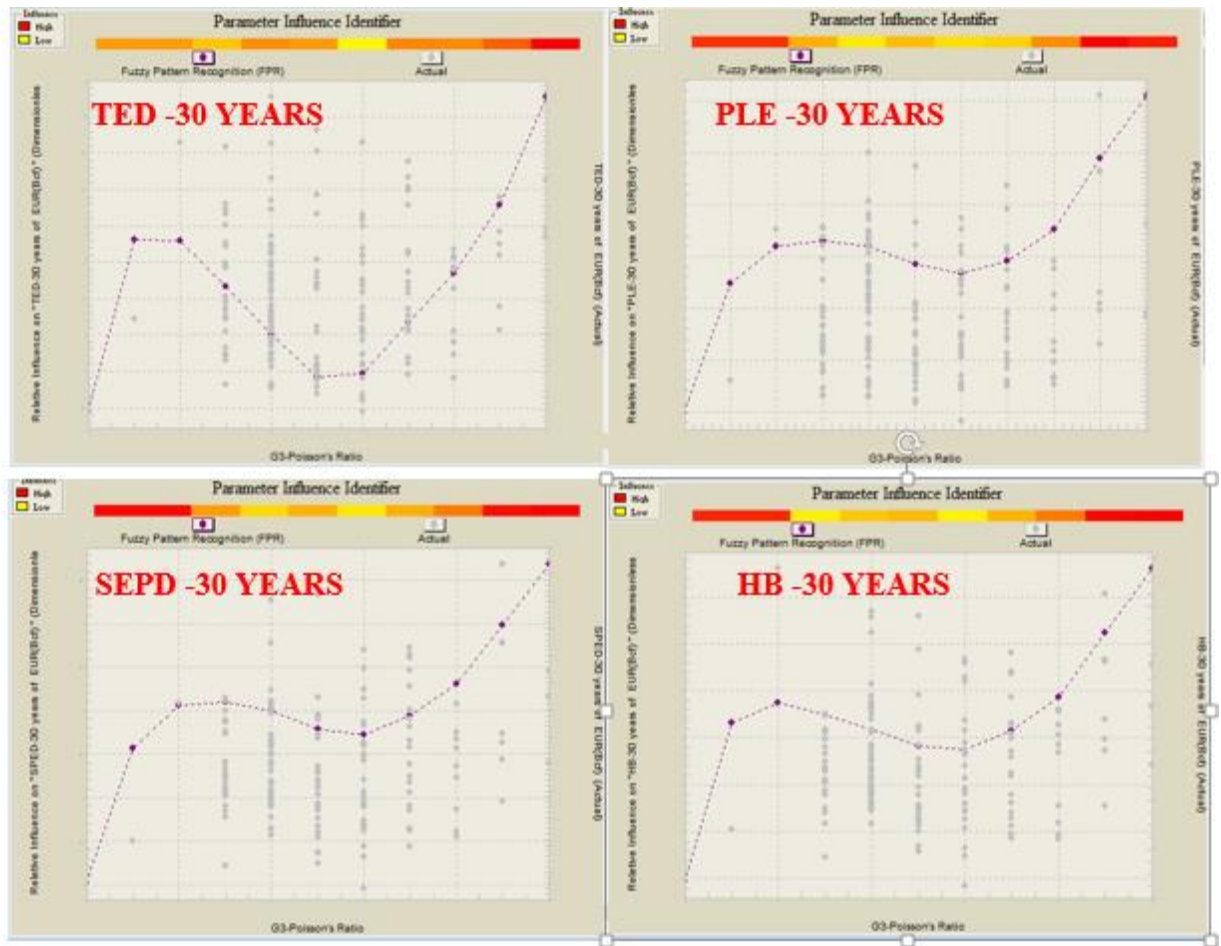 Influence
High
Low
Parameter Influence Identifier
Fuzzy Pattern Recognition (FPR)
Actual
TED -30 YEARS
Relative Influence on "TED-30 years of EUR(Bcf) " (Dimensionles
TED-30 years of EUR(Bcf) (Actual)
G3-Poisson's Ratio
Influence
High
Low
Parameter Influence Identifier
Fuzzy Pattern Recognition (FPR)
Actual
PLE -30 YEARS
Relative Influence on "PLE-30 years of EUR(Bcf) " (Dimensionles
PLE-30 years of EUR(Bcf) (Actual)
G3-Poisson's Ratio
Influence
High
Low
Parameter Influence Identifier
Fuzzy Pattern Recognition (FPR)
Actual
SEPD -30 YEARS
Relative Influence on "SPED-30 years of EUR(Bcf) " (Dimensionle
SPED-30 years of EUR(Bcf) (Actual)
G3-Poisson's Ratio
Influence
High
Low
Parameter Influence Identifier
Fuzzy Pattern Recognition (FPR)
Actual
HB -30 YEARS
Relative Influence on "HB-30 years of EUR(Bcf) " (Dimensionless
HB-30 years of EUR(Bcf) (Actual)
G3-Poisson's Ratio